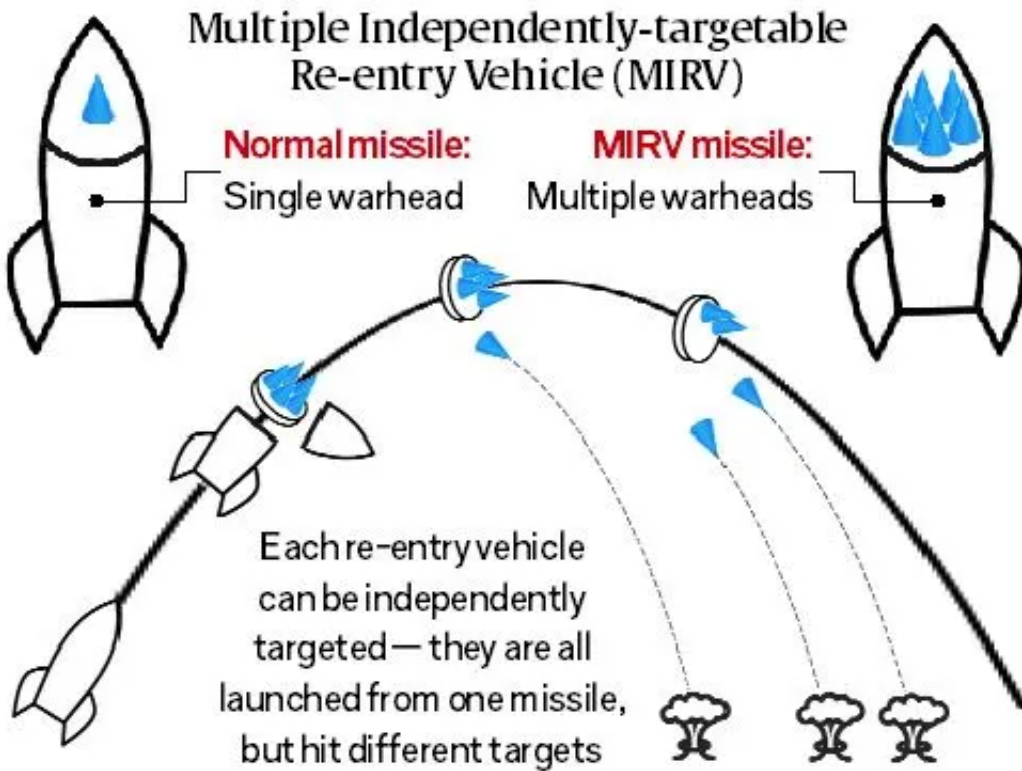 Multiple Independently-targetable
Re-entry Vehicle (MIRV)
Normal missile:
Single warhead
MIRV missile:
Multiple warheads
Each re-entry vehicle
can be independently
targeted — they are all
launched from one missile,
but hit different targets